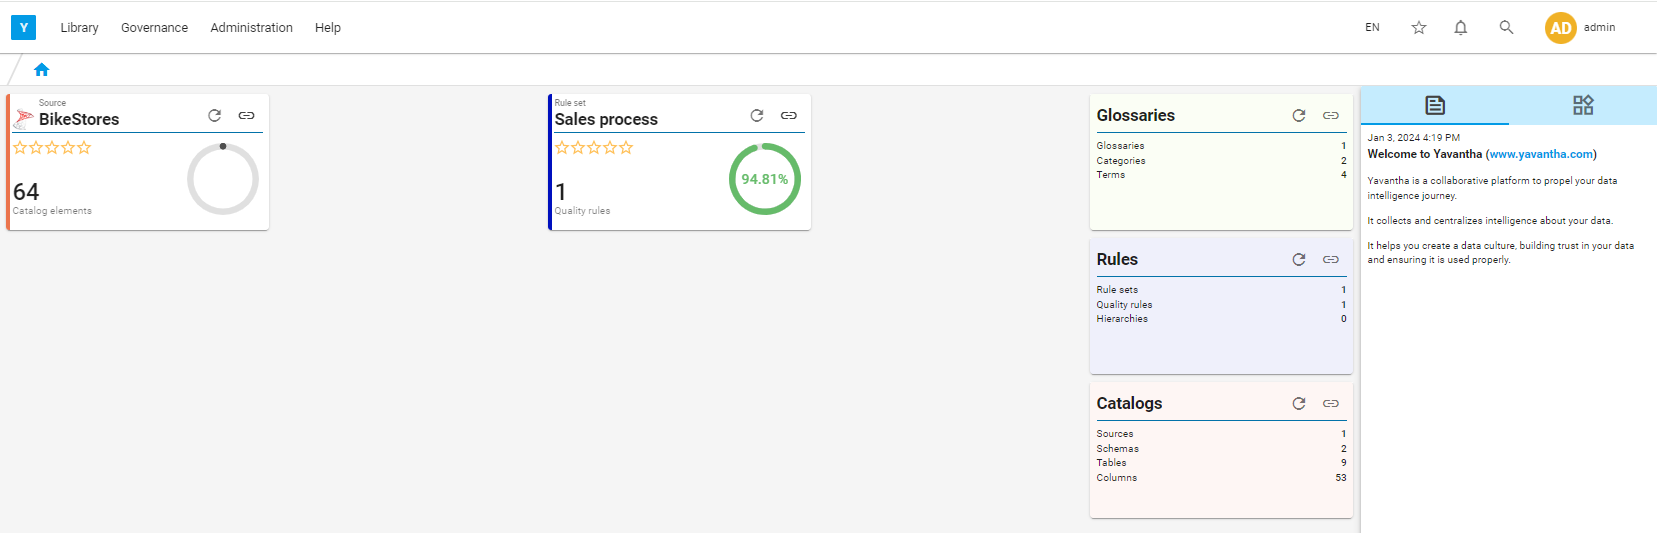 Y Library Governance Administration Help EN AD admin
Source
BikeStores
64
Catalog elements
Rule set
Sales process
94.81%
1
Quality rules
Glossaries
Glossaries 1
Categories 2
Terms 4
Rules
Rule sets 1
Quality rules 1
Hierarchies 0
Catalogs
Sources 1
Schemas 2
Tables 9
Columns 53
Jan 3, 2024 4:19 PM
Welcome to Yavantha (www.yavantha.com)
Yavantha is a collaborative platform to propel your data
intelligence journey.
It collects and centralizes intelligence about your data.
It helps you create a data culture, building trust in your data
and ensuring it is used properly.